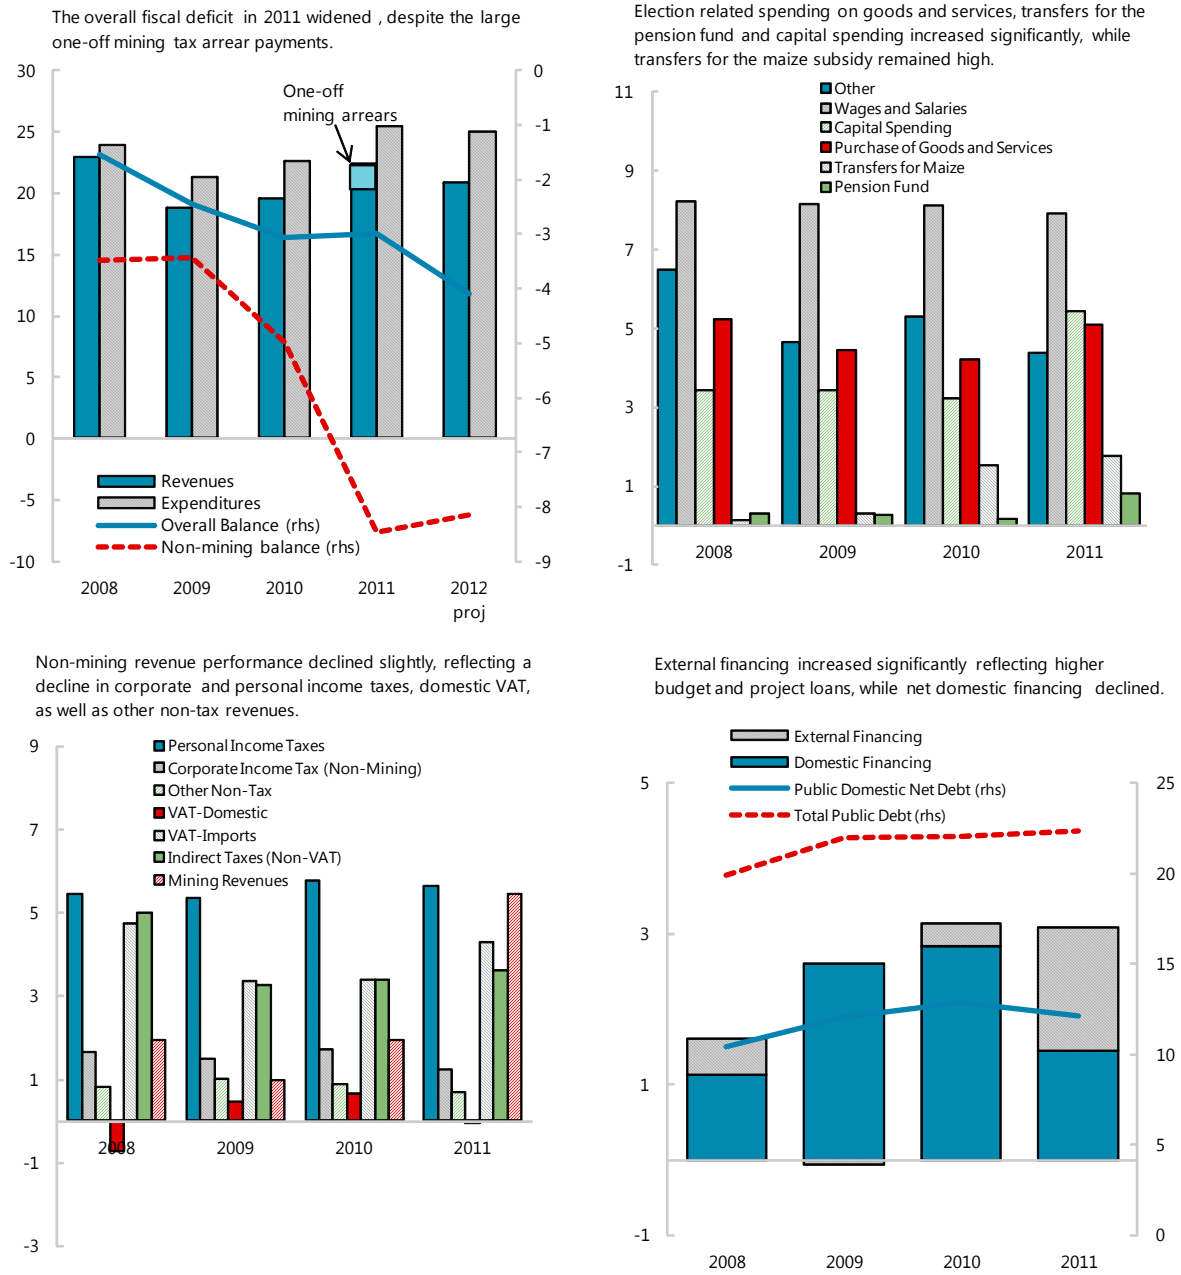 The overall fiscal deficit in 2011 widened , despite the large
one-off mining tax arrear payments.
30
25
20
15
10
5
0
-5
-10
0
-1
-2
-3
-4
-5
-6
-7
-8
-9
One-off
mining arrears
Revenues
Expenditures
Overall Balance (rhs)
Non-mining balance (rhs)
2008
2009
2010
2011
2012
proj
Election related spending on goods and services, transfers for the
pension fund and capital spending increased significantly, while
transfers for the maize subsidy remained high.
11
9
7
5
3
1
-1
Other
Wages and Salaries
Capital Spending
Purchase of Goods and Services
Transfers for Maize
Pension Fund
2008
2009
2010
2011
Non-mining revenue performance declined slightly, reflecting a
decline in corporate and personal income taxes, domestic VAT,
as well as other non-tax revenues.
9
7
5
3
1
-1
-3
Personal Income Taxes
Corporate Income Tax (Non-Mining)
Other Non-Tax
VAT-Domestic
VAT-Imports
Indirect Taxes (Non-VAT)
Mining Revenues
2008
2009
2010
2011
External financing increased significantly reflecting higher
budget and project loans, while net domestic financing declined.
External Financing
Domestic Financing
Public Domestic Net Debt (rhs)
Total Public Debt (rhs)
5
3
1
-1
25
20
15
10
5
0
2008
2009
2010
2011